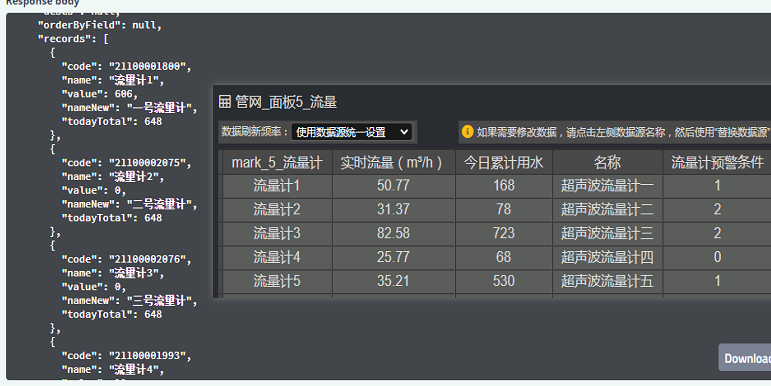 Response body
"orderByField": null,
"records": [
{
"code": "21100001800",
"name": "流量计1",
"value": 606,
"nameNew": "一号流量计",
"todayTotal": 648
},
{
"code": "21100002075",
"name": "流量计2",
"value": 0,
"nameNew": "二号流量计",
"todayTotal": 648
},
{
"code": "21100002076",
"name": "流量计3",
"value": 0,
"nameNew": "三号流量计",
"todayTotal": 648
},
{
"code": "21100001993",
"name": "流量计4",
管网_面板5_流量
数据刷新频率： 使用数据源统一设置
如果需要修改数据，请点击左侧数据源名称，然后使用"替换数据源"
mark_5_流量计 实时流量（m³/h） 今日累计用水 名称 流量计预警条件
流量计1 50.77 168 超声波流量计一 1
流量计2 31.37 78 超声波流量计二 2
流量计3 82.58 723 超声波流量计三 2
流量计4 25.77 68 超声波流量计四 0
流量计5 35.21 530 超声波流量计五 1
Download